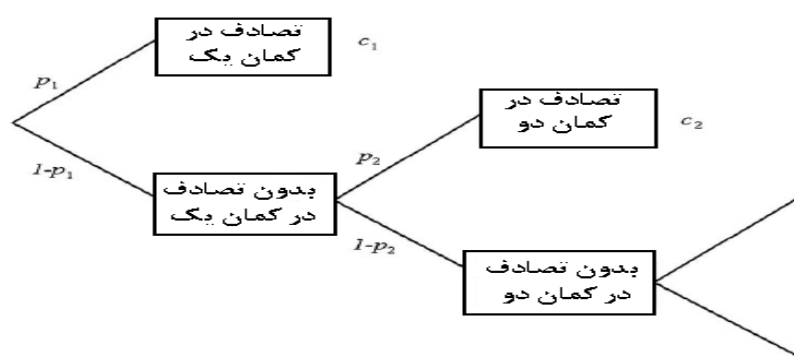 تصادف در
کمان یک
c₁
p₁
تصادف در
کمان دو
c₂
p₂
1-p₁
بدون تصادف
در کمان یک
1-p₂
بدون تصادف
در کمان دو